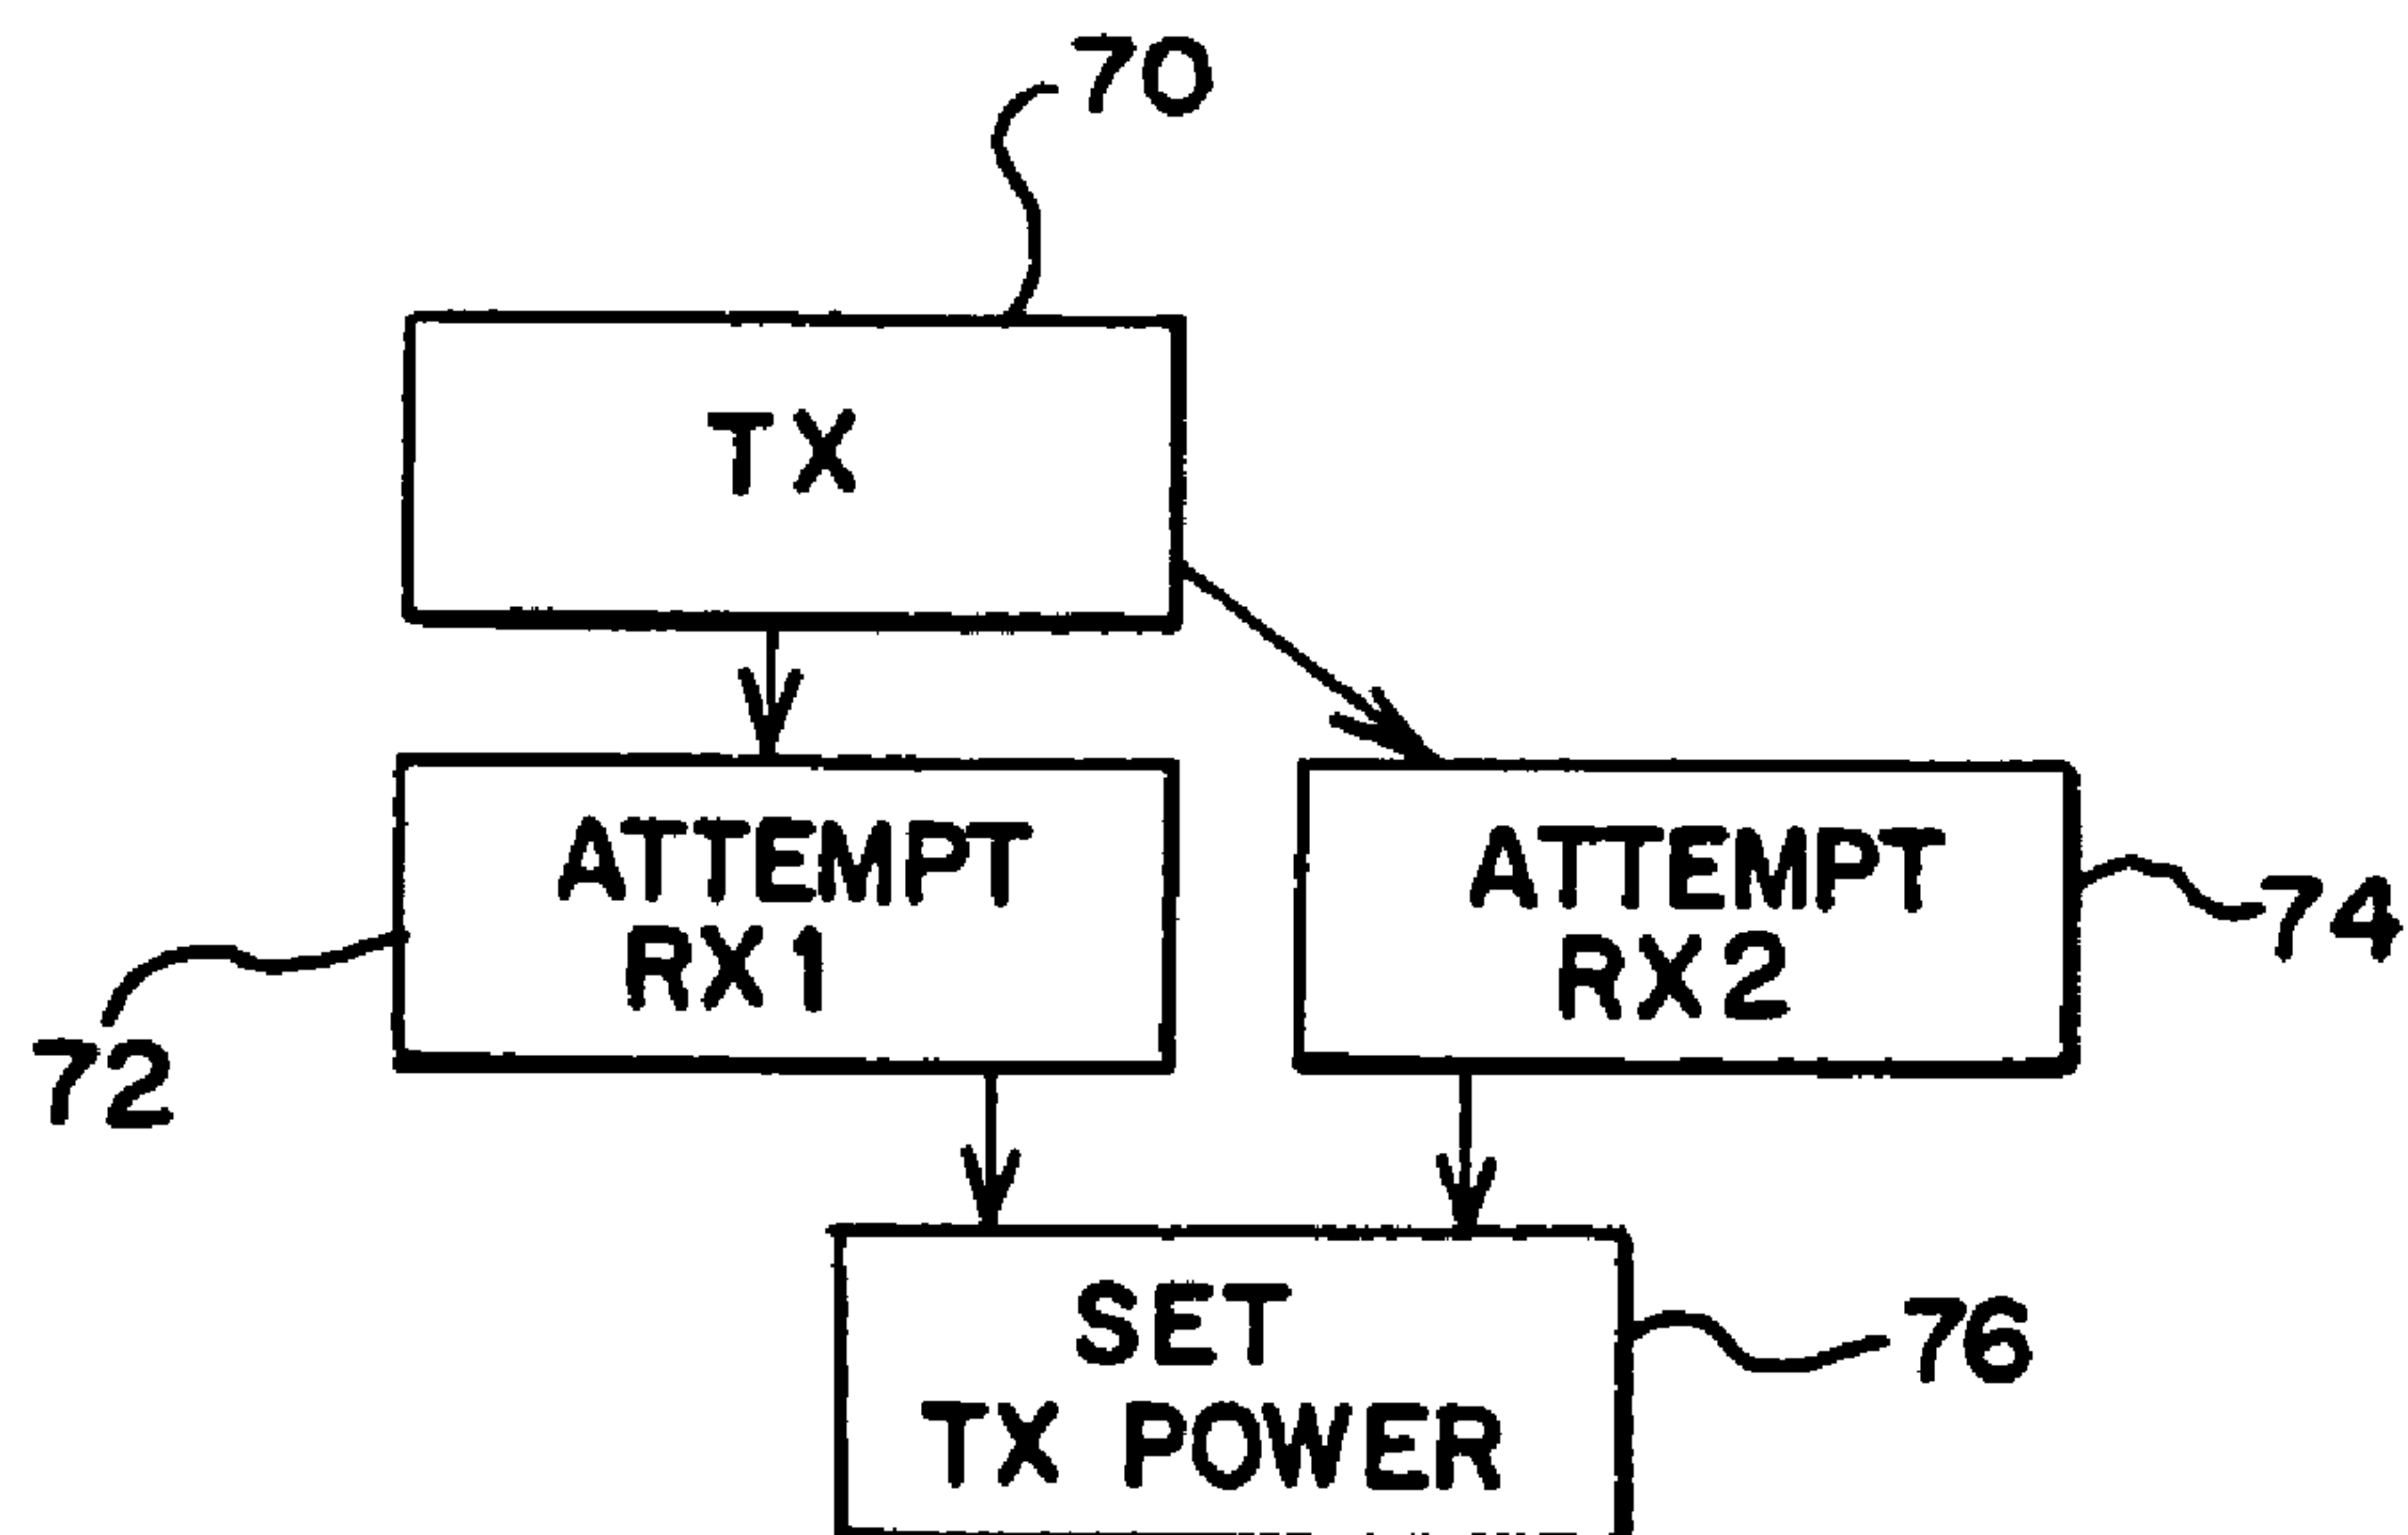 70
TX
ATTEMPT
RX1
ATTEMPT
RX2
74
72
SET
TX POWER
76